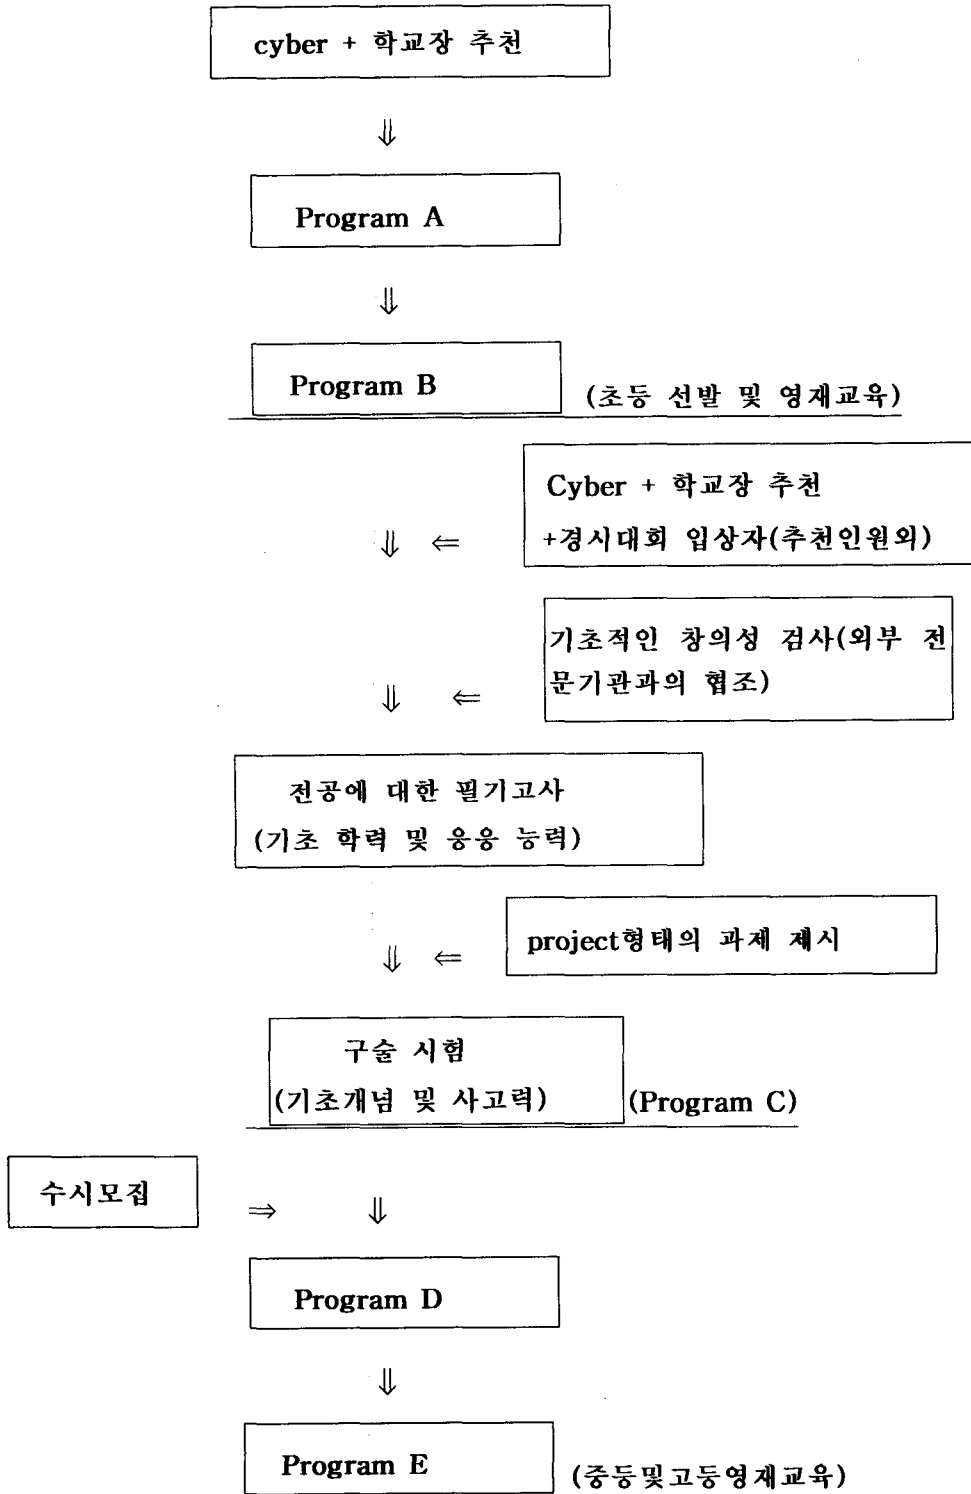 cyber + 학교장 추천
⇓
Program A
⇓
Program B
(초등 선발 및 영재교육)
Cyber + 학교장 추천
+경시대회 입상자(추천인원외)
⇓ ⇐
기초적인 창의성 검사(외부 전
문기관과의 협조)
⇓ ⇐
전공에 대한 필기고사
(기초 학력 및 응응 능력)
project형태의 과제 제시
⇓ ⇐
구술 시험
(기초개념 및 사고력)
(Program C)
수시모집
⇒ ⇓
Program D
⇓
Program E
(중등및고등영재교육)